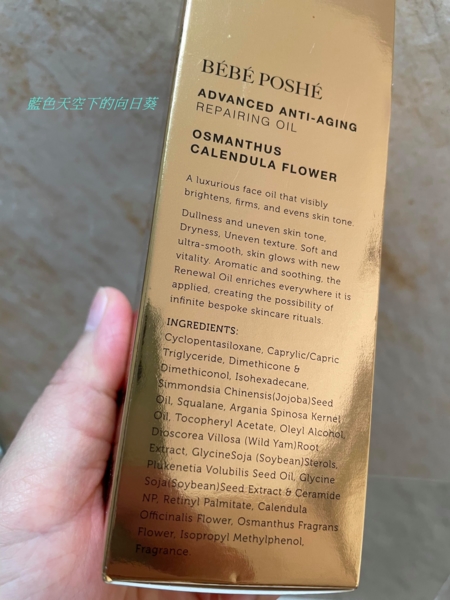 BÉBÉ POSHÉ
藍色天空下的向日葵
ADVANCED ANTI-AGING
REPAIRING OIL
OSMANTHUS
CALENDULA FLOWER
A luxurious face oil that visibly
brightens, firms, and evens skin tone.
Dullness and uneven skin tone,
Dryness, Uneven texture. Soft and
ultra-smooth, skin glows with new
vitality. Aromatic and soothing, the
Renewal Oil enriches everywhere it is
applied, creating the possibility of
infinite bespoke skincare rituals.
INGREDIENTS:
Cyclopentasiloxane, Caprylic/Capric
Triglyceride, Dimethicone &
Dimethiconol, Isohexadecane,
Simmondsia Chinensis(Jojoba)Seed
Oil, Squalane, Argania Spinosa Kernel
Oil, Tocopheryl Acetate, Oleyl Alcohol,
Dioscorea Villosa (Wild Yam)Root
Extract, GlycineSoja (Soybean)Sterols,
Plukenetia Volubilis Seed Oil, Glycine
Soja(Soybean)Seed Extract & Ceramide
NP, Retinyl Palmitate, Calendula
Officinalis Flower, Osmanthus Fragrans
Flower, Isopropyl Methylphenol,
Fragrance